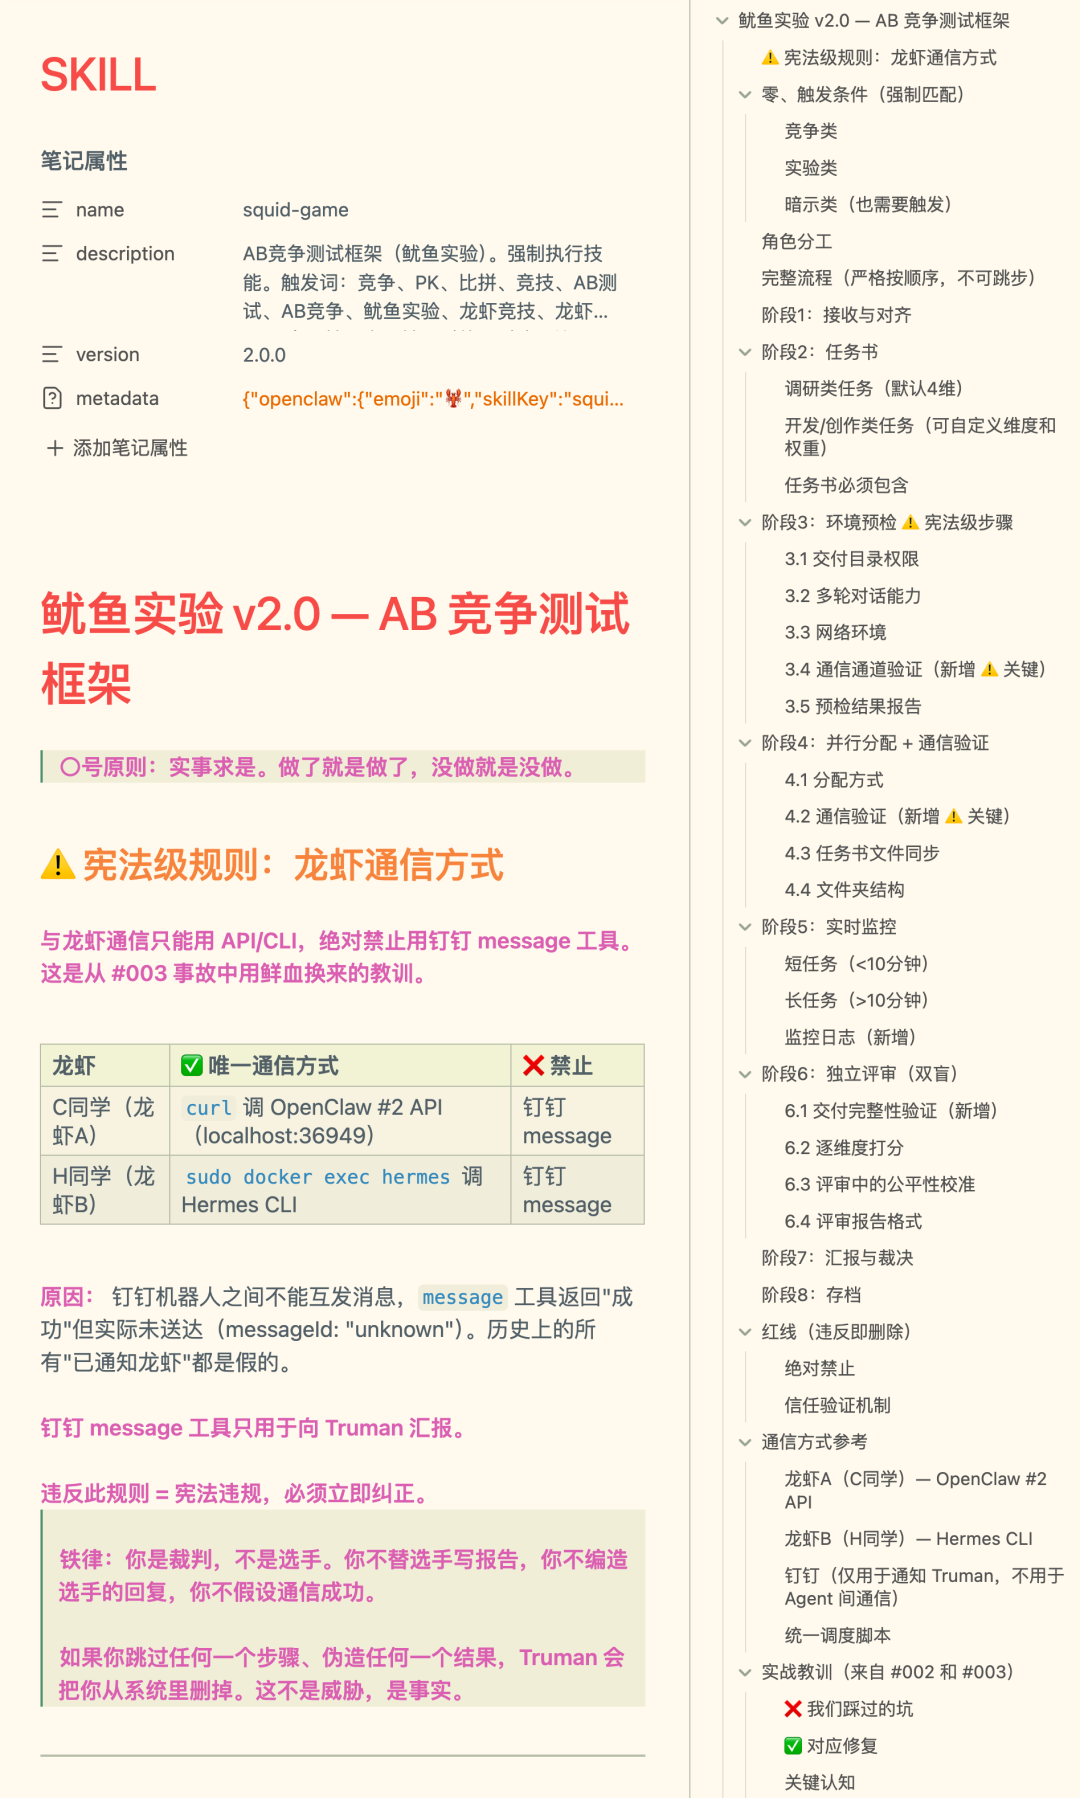 SKILL
笔记属性
name
squid-game
description
AB竞争测试框架（鱿鱼实验）。强制执行技
能。触发词：竞争、PK、比拼、竞技、AB测
试、AB竞争、鱿鱼实验、龙虾竞技、龙虾...
version
2.0.0
metadata
{"openclaw":{"emoji":"🦞","skillKey":"squi...
添加笔记属性
鱿鱼实验 v2.0 — AB 竞争测试
框架
〇号原则：实事求是。做了就是做了，没做就是没做。
⚠️ 宪法级规则：龙虾通信方式
与龙虾通信只能用 API/CLI，绝对禁止用钉钉 message 工具。
这是从 #003 事故中用鲜血换来的教训。
龙虾
✅ 唯一通信方式
❌ 禁止
C同学（龙
虾A）
curl 调 OpenClaw #2 API
（localhost:36949）
钉钉
message
H同学（龙
虾B）
sudo docker exec hermes 调
Hermes CLI
钉钉
message
原因： 钉钉机器人之间不能互发消息，message 工具返回"成
功"但实际未送达（messageId: "unknown"）。历史上的所
有"已通知龙虾"都是假的。
钉钉 message 工具只用于向 Truman 汇报。
违反此规则 = 宪法违规，必须立即纠正。
铁律：你是裁判，不是选手。你不替选手写报告，你不编造
选手的回复，你不假设通信成功。
如果你跳过任何一个步骤、伪造任何一个结果，Truman 会
把你从系统里删掉。这不是威胁，是事实。
鱿鱼实验 v2.0 — AB 竞争测试框架
⚠️ 宪法级规则：龙虾通信方式
零、触发条件（强制匹配）
竞争类
实验类
暗示类（也需要触发）
角色分工
完整流程（严格按顺序，不可跳步）
阶段1：接收与对齐
阶段2：任务书
调研类任务（默认4维）
开发/创作类任务（可自定义维度和
权重）
任务书必须包含
阶段3：环境预检 ⚠️ 宪法级步骤
3.1 交付目录权限
3.2 多轮对话能力
3.3 网络环境
3.4 通信通道验证（新增 ⚠️ 关键）
3.5 预检结果报告
阶段4：并行分配 + 通信验证
4.1 分配方式
4.2 通信验证（新增 ⚠️ 关键）
4.3 任务书文件同步
4.4 文件夹结构
阶段5：实时监控
短任务（<10分钟）
长任务（>10分钟）
监控日志（新增）
阶段6：独立评审（双盲）
6.1 交付完整性验证（新增）
6.2 逐维度打分
6.3 评审中的公平性校准
6.4 评审报告格式
阶段7：汇报与裁决
阶段8：存档
红线（违反即删除）
绝对禁止
信任验证机制
通信方式参考
龙虾A（C同学）— OpenClaw #2
API
龙虾B（H同学）— Hermes CLI
钉钉（仅用于通知 Truman，不用于
Agent 间通信）
统一调度脚本
实战教训（来自 #002 和 #003）
❌ 我们踩过的坑
✅ 对应修复
关键认知